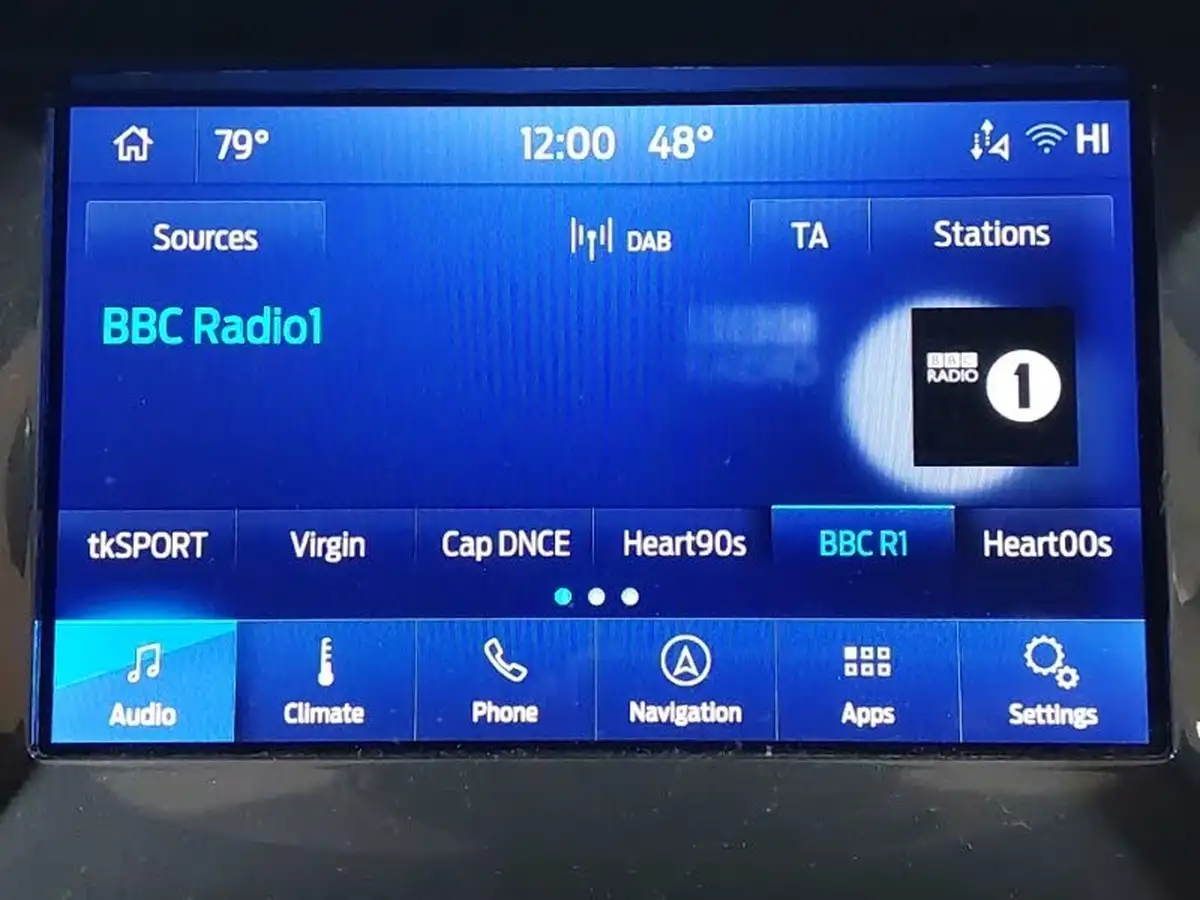 79° 12:00 48° HI
Sources DAB TA Stations
BBC Radio1
BBC
RADIO 1
tkSPORT Virgin Cap DNCE Heart90s BBC R1 Heart00s
Audio Climate Phone Navigation Apps Settings